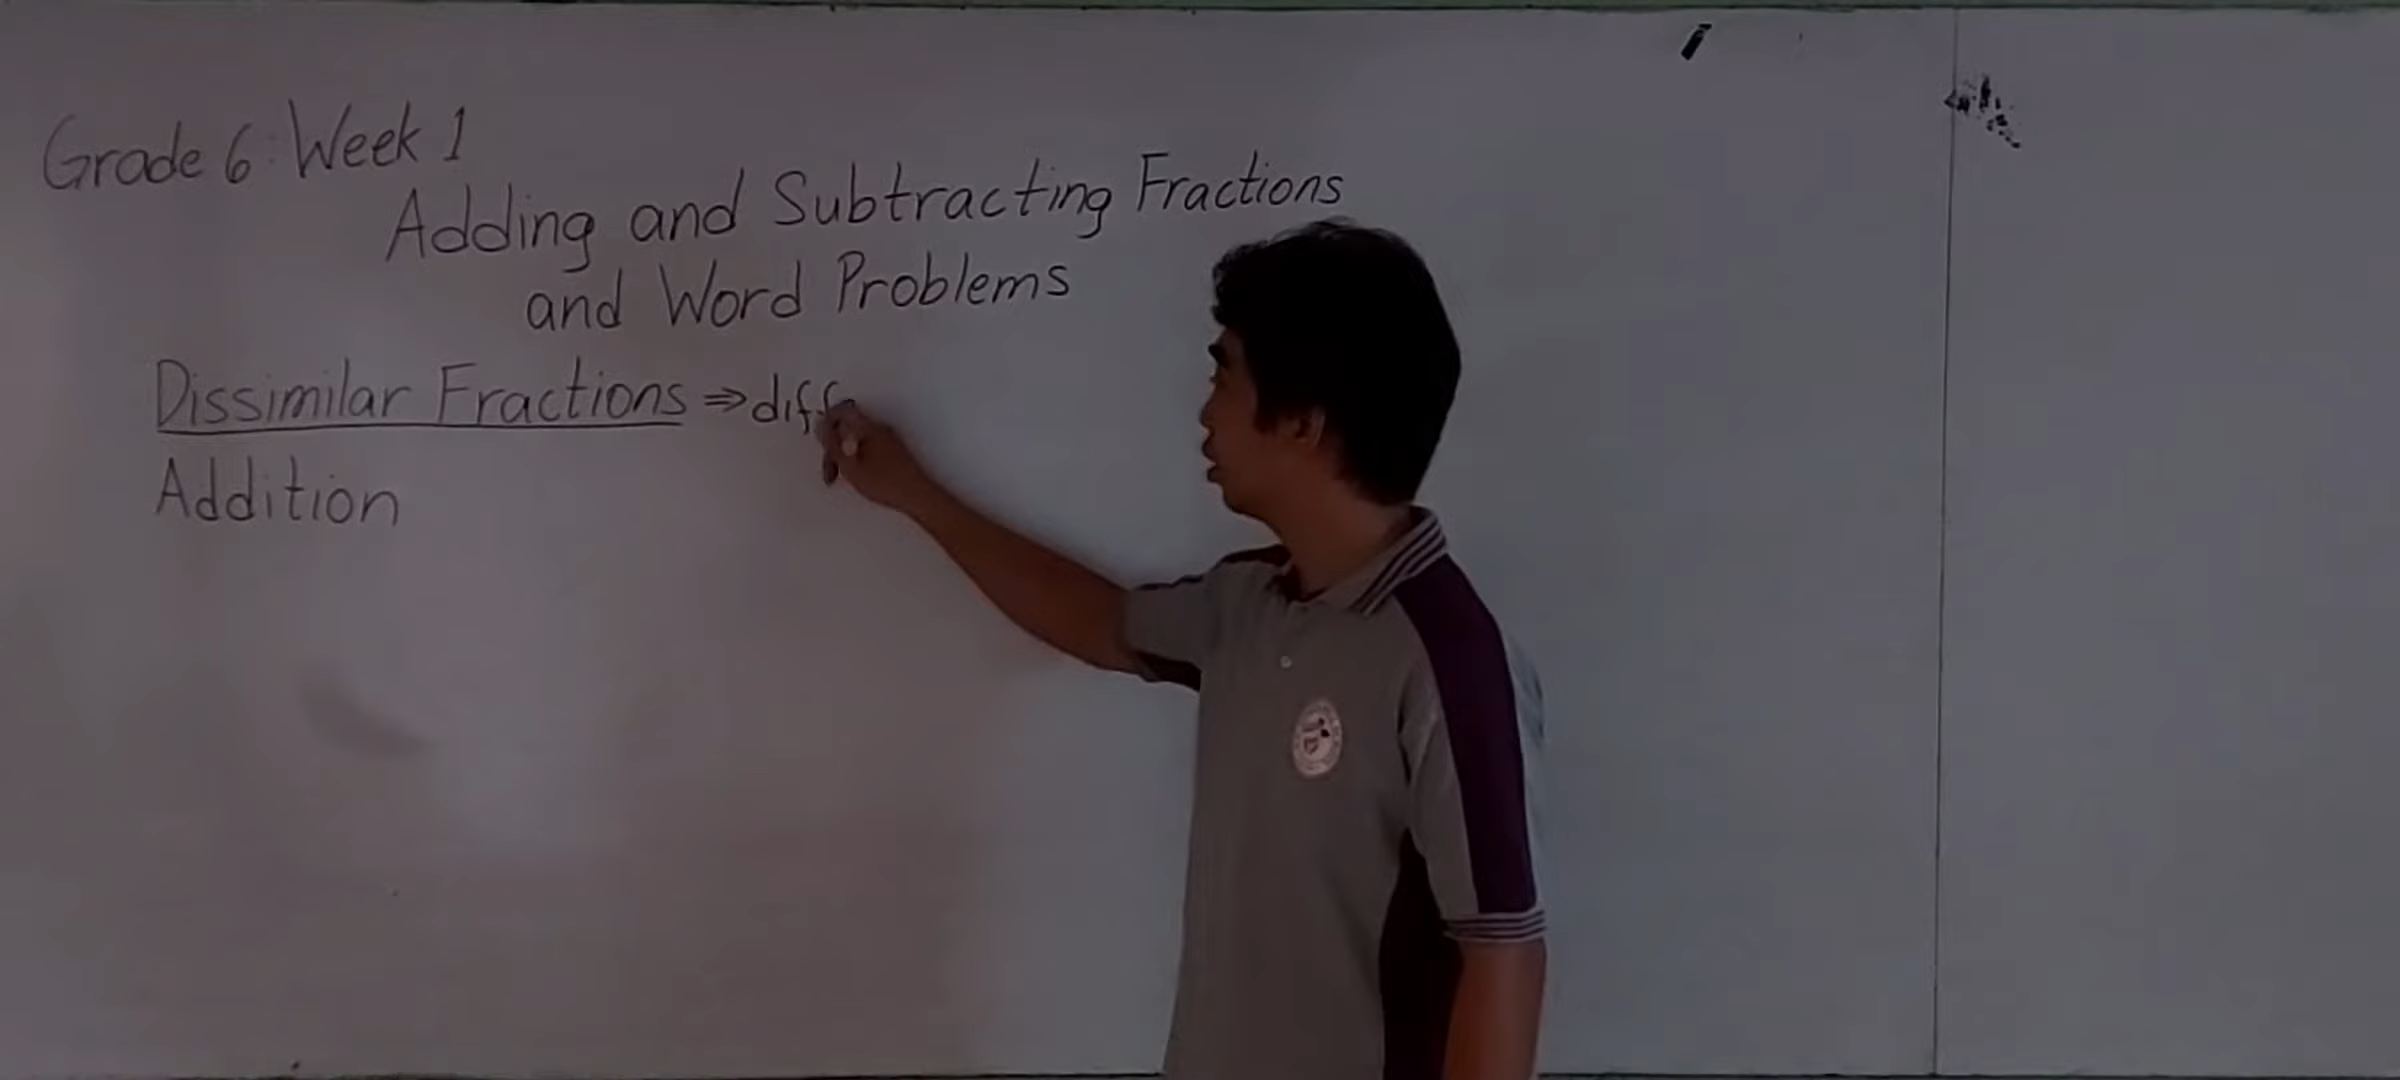 Grade 6: Week 1
Adding and Subtracting Fractions
and Word Problems
Dissimilar Fractions ⇒ diff
Addition